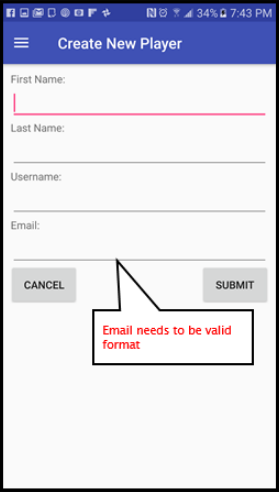 34% 7:43 PM
Create New Player
First Name:
Last Name:
Username:
Email:
CANCEL SUBMIT
Email needs to be valid
format